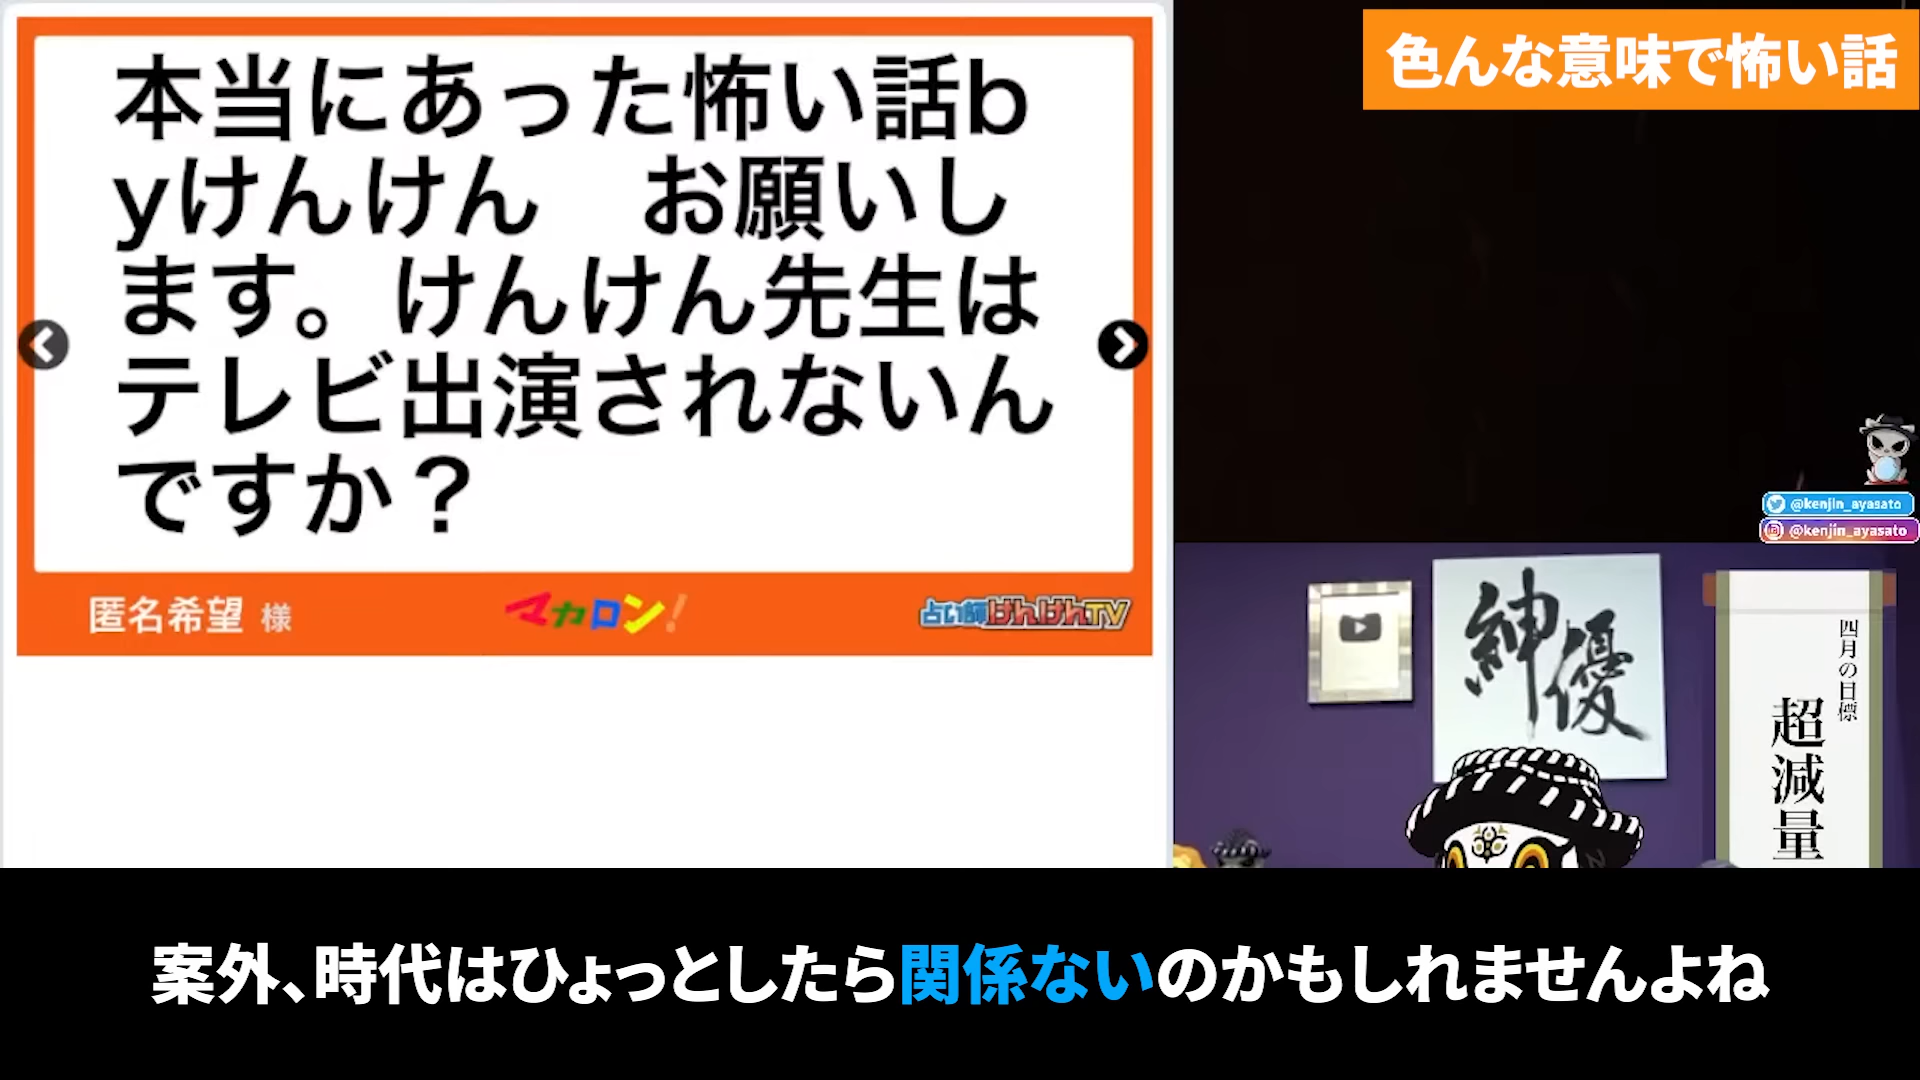 本当にあった怖い話b
yけんけん　お願いし
ます。けんけん先生は
テレビ出演されないん
ですか？
匿名希望 様
マカロン!
占い師けんけんTV
色んな意味で怖い話
@kenjin_ayasato
@kenjin_ayasato
紳優
四月の目標
超減量
案外、時代はひょっとしたら関係ないのかもしれませんよね